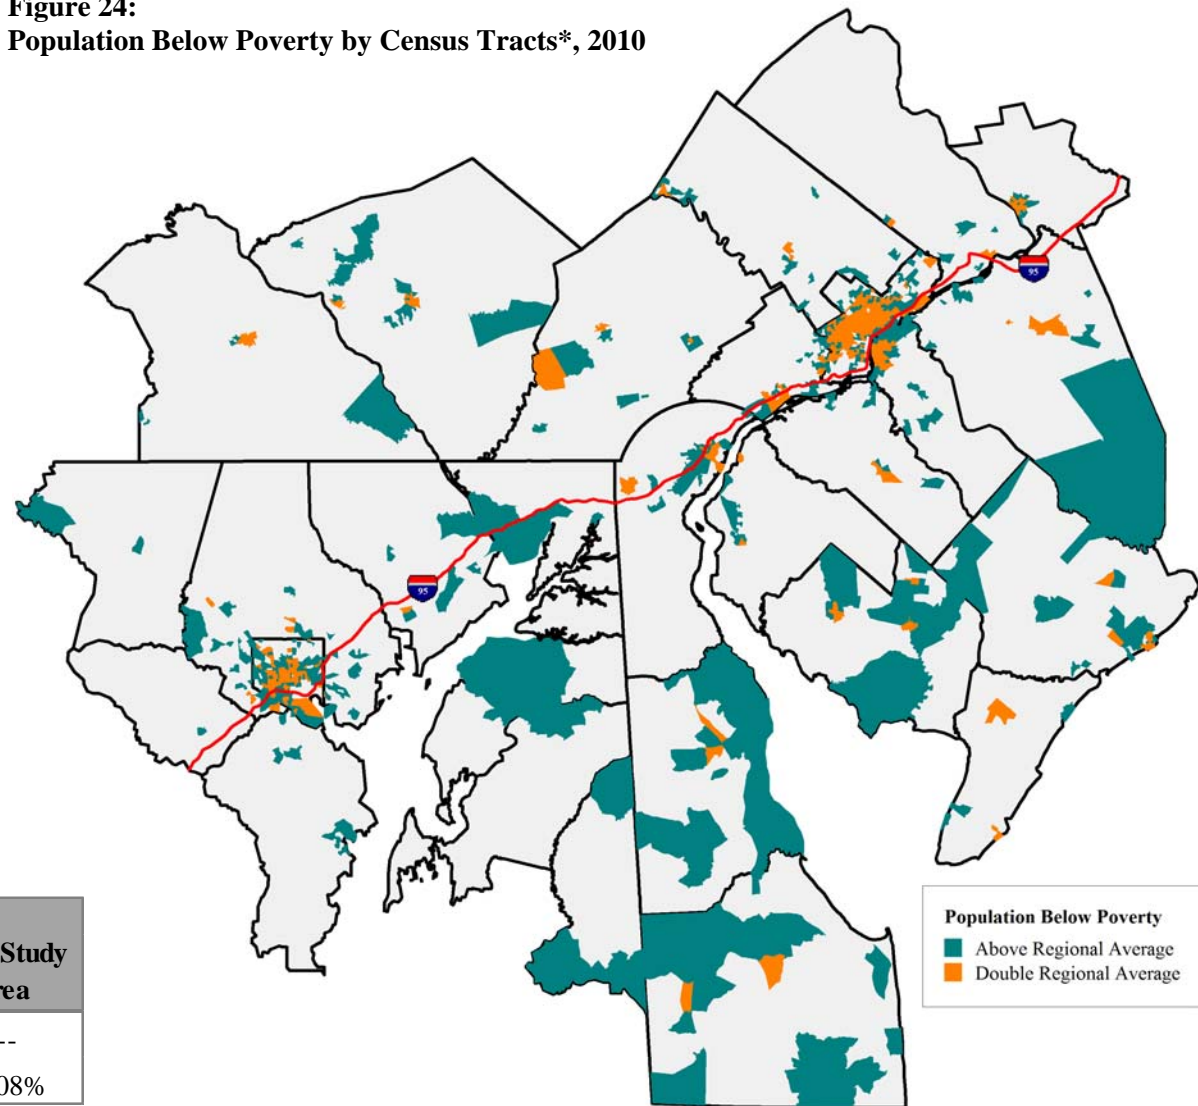 Figure 24:
Population Below Poverty by Census Tracts*, 2010
95
95
Study
rea
--
08%
Population Below Poverty
Above Regional Average
Double Regional Average